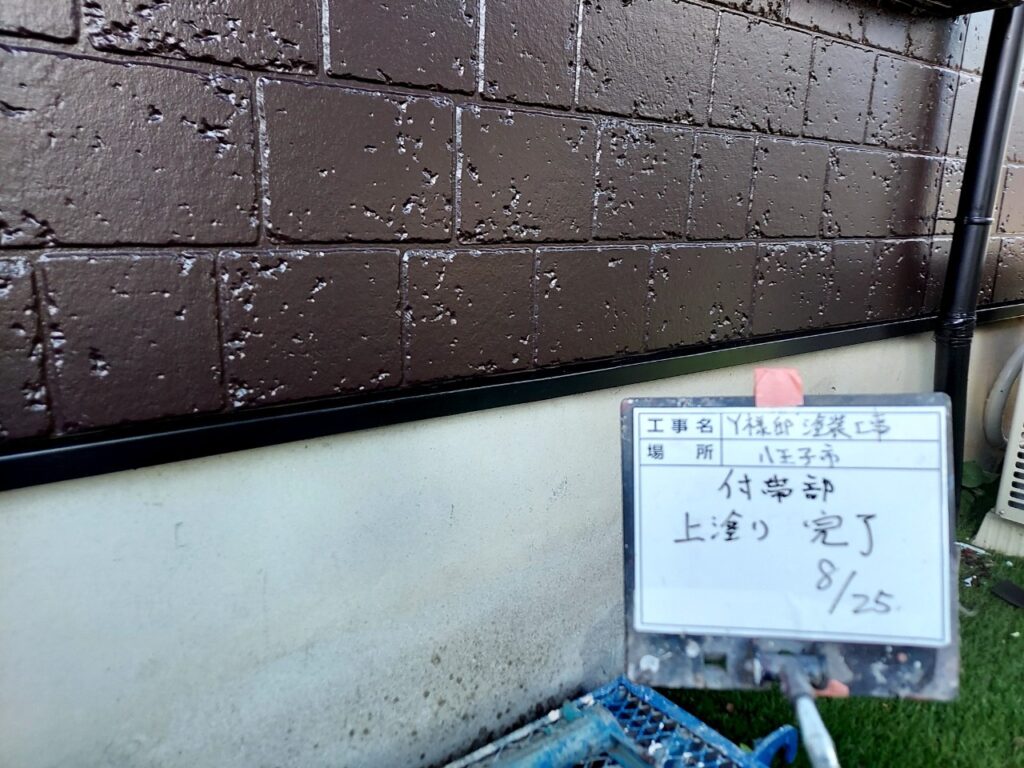 工事名 Y様邸 塗装工事
場所 八王子市
付帯部
上塗り 完了
8/25.